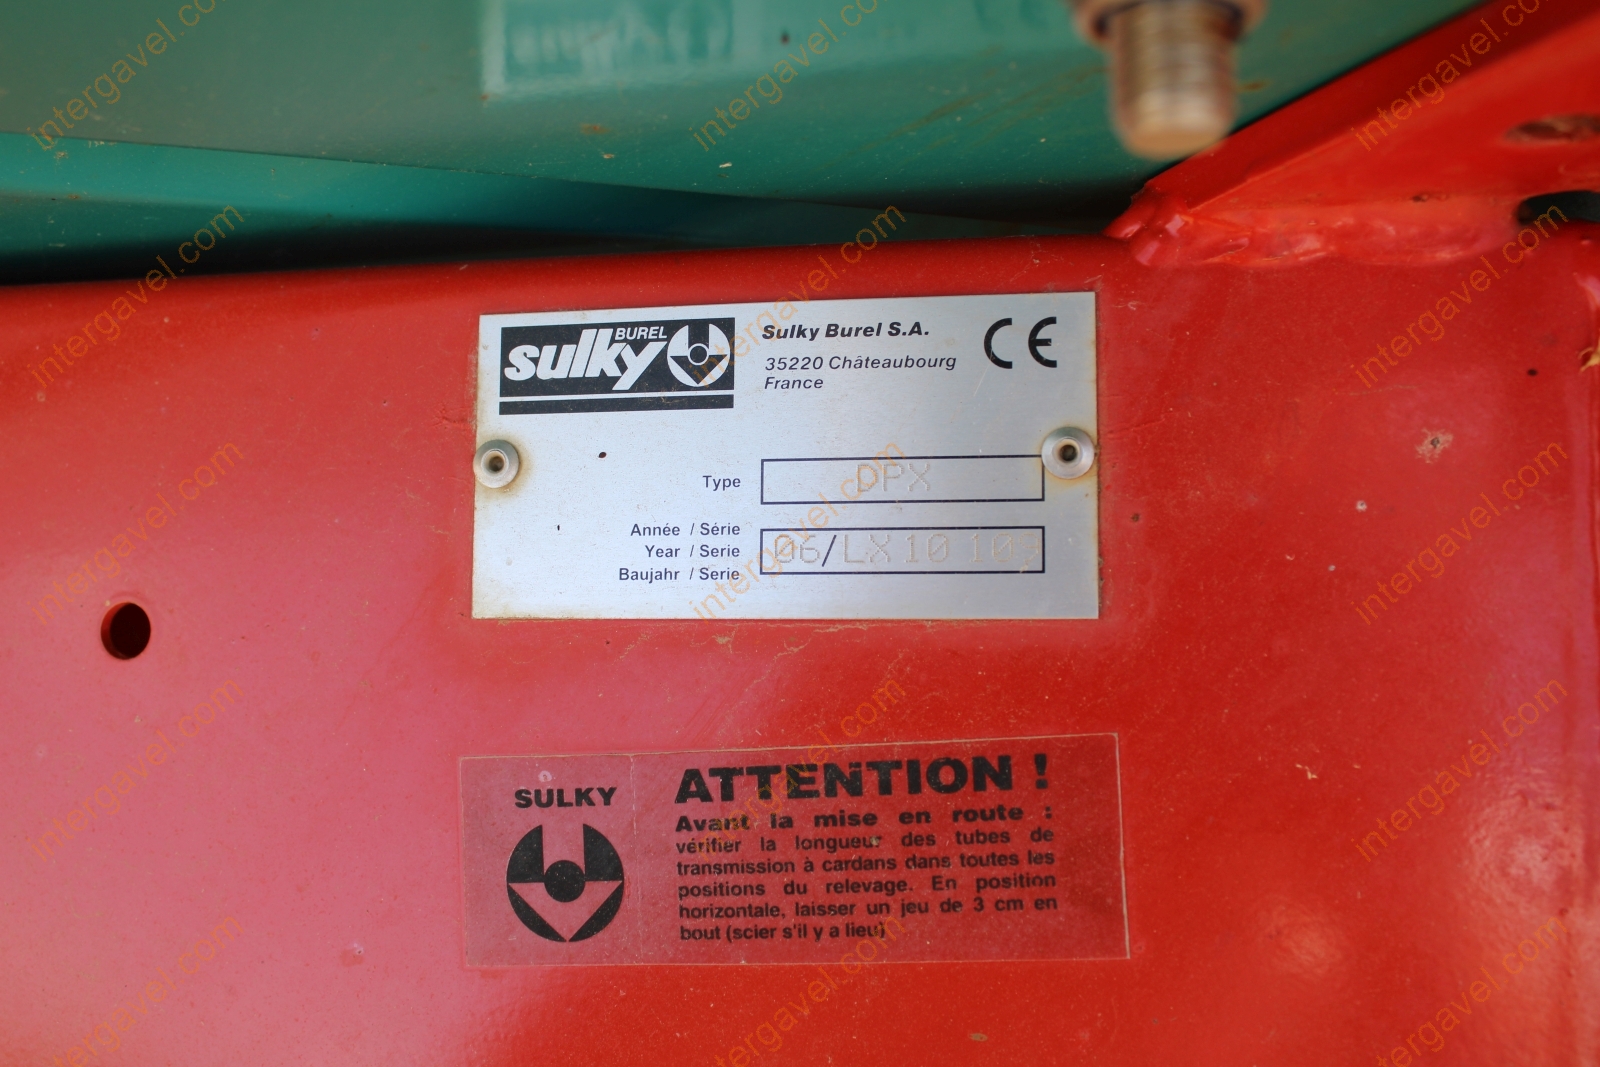 BUREL
sulky
Sulky Burel S.A.
35220 Châteaubourg
France
CE
Type DPX
Année / Série
Year / Serie 06/LX10
Baujahr / Serie
SULKY
ATTENTION !
Avant la mise en route :
vérifier la longueur des tubes de
transmission à cardans dans toutes les
positions du relevage. En position
horizontale, laisser un jeu de 3 cm en
bout (scier s'il y a lieu)
intergavel.com